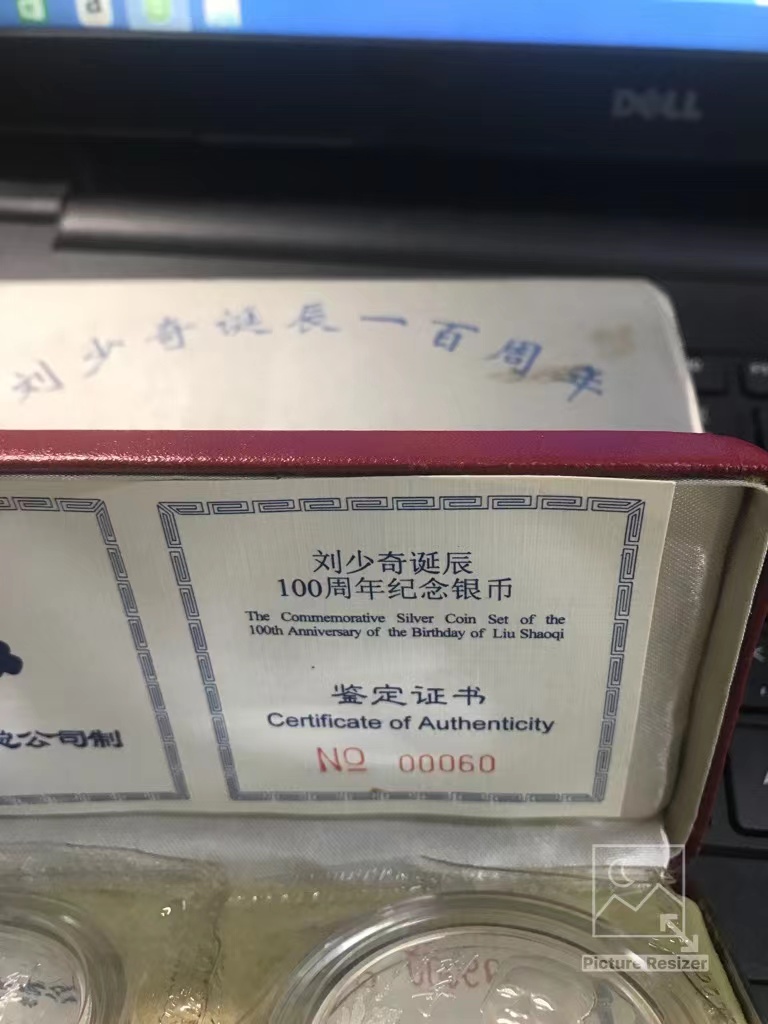 DELL
刘少奇诞辰一百周年
刘少奇诞辰
100周年纪念银币
The Commemorative Silver Coin Set of the
100th Anniversary of the Birthday of Liu Shaoqi
鉴定证书
Certificate of Authenticity
No 00060
公司制
Picture Resizer